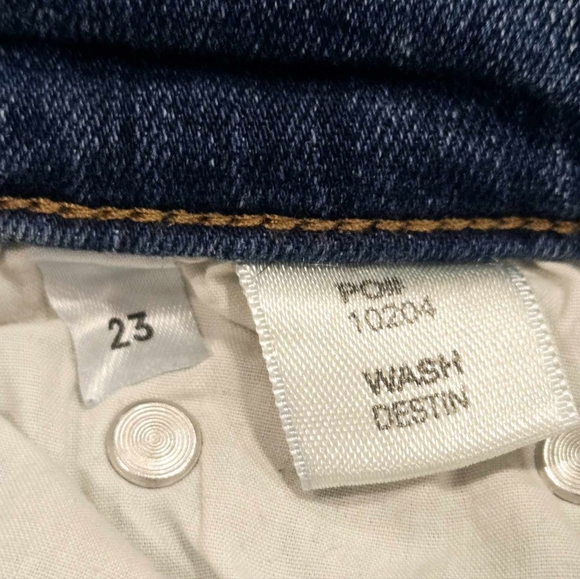 23
PO#
10204
WASH
DESTIN